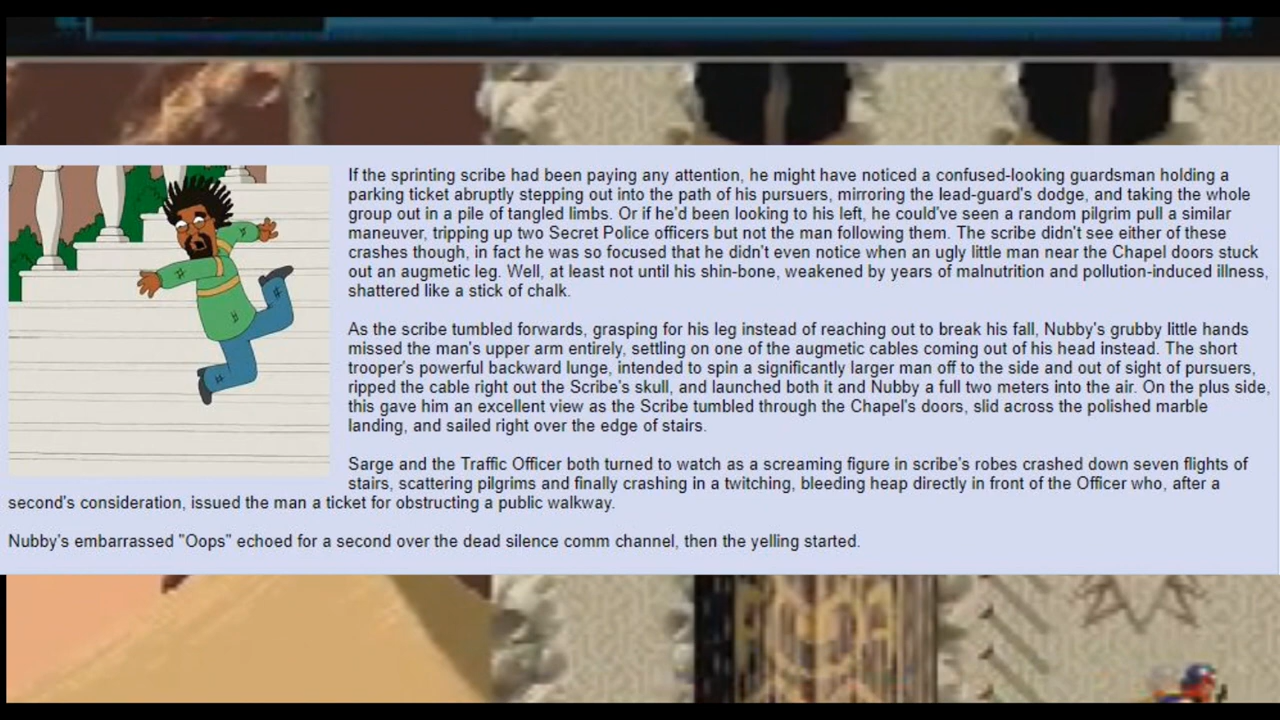 If the sprinting scribe had been paying any attention, he might have noticed a confused-looking guardsman holding a
parking ticket abruptly stepping out into the path of his pursuers, mirroring the lead-guard's dodge, and taking the whole
group out in a pile of tangled limbs. Or if he'd been looking to his left, he could've seen a random pilgrim pull a similar
maneuver, tripping up two Secret Police officers but not the man following them. The scribe didn't see either of these
crashes though, in fact he was so focused that he didn't even notice when an ugly little man near the Chapel doors stuck
out an augmetic leg. Well, at least not until his shin-bone, weakened by years of malnutrition and pollution-induced illness,
shattered like a stick of chalk.
As the scribe tumbled forwards, grasping for his leg instead of reaching out to break his fall, Nubby's grubby little hands
missed the man's upper arm entirely, settling on one of the augmetic cables coming out of his head instead. The short
trooper's powerful backward lunge, intended to spin a significantly larger man off to the side and out of sight of pursuers,
ripped the cable right out the Scribe's skull, and launched both it and Nubby a full two meters into the air. On the plus side,
this gave him an excellent view as the Scribe tumbled through the Chapel's doors, slid across the polished marble
landing, and sailed right over the edge of stairs.
Sarge and the Traffic Officer both turned to watch as a screaming figure in scribe's robes crashed down seven flights of
stairs, scattering pilgrims and finally crashing in a twitching, bleeding heap directly in front of the Officer who, after a
second's consideration, issued the man a ticket for obstructing a public walkway.
Nubby's embarrassed "Oops" echoed for a second over the dead silence comm channel, then the yelling started.